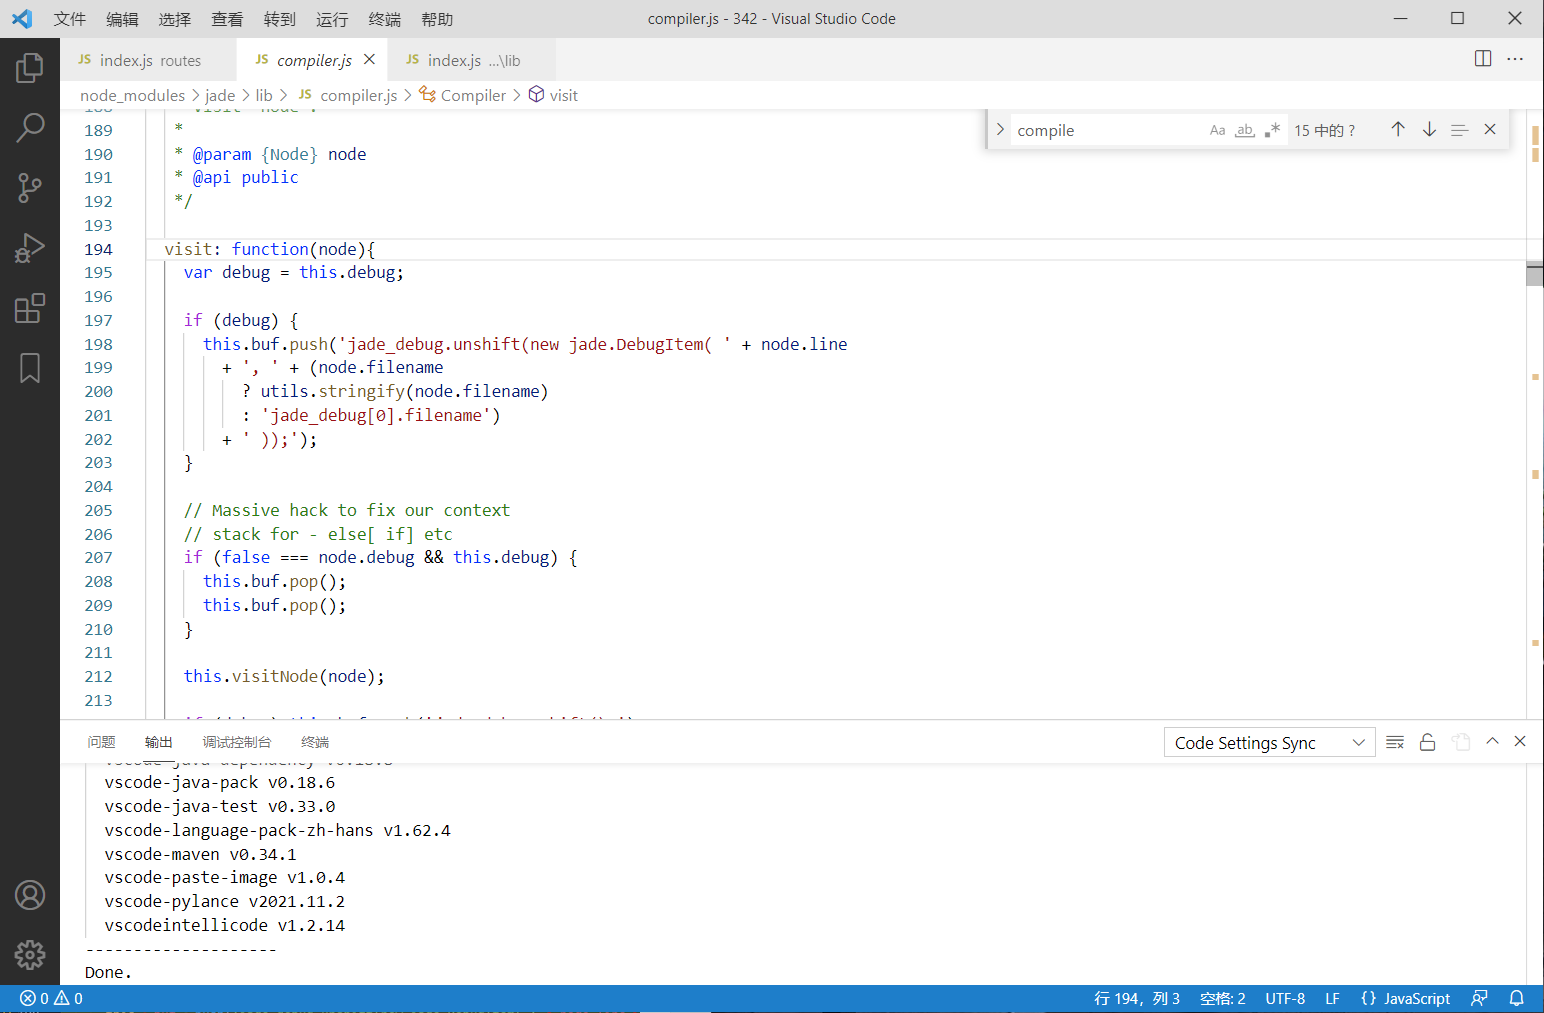 文件 编辑 选择 查看 转到 运行 终端 帮助 compiler.js - 342 - Visual Studio Code
JS index.js routes JS compiler.js JS index.js ...\lib
node_modules > jade > lib > JS compiler.js > Compiler > visit
compile Aa ab 15 中的 ?
189 *
190 * @param {Node} node
191 * @api public
192 */
193
194 visit: function(node){
195 var debug = this.debug;
196
197 if (debug) {
198 this.buf.push('jade_debug.unshift(new jade.DebugItem( ' + node.line
199 + ', ' + (node.filename
200 ? utils.stringify(node.filename)
201 : 'jade_debug[0].filename')
202 + ' ));');
203 }
204
205 // Massive hack to fix our context
206 // stack for - else[ if] etc
207 if (false === node.debug && this.debug) {
208 this.buf.pop();
209 this.buf.pop();
210 }
211
212 this.visitNode(node);
213
问题 输出 调试控制台 终端 Code Settings Sync
vscode-java-pack v0.18.6
vscode-java-test v0.33.0
vscode-language-pack-zh-hans v1.62.4
vscode-maven v0.34.1
vscode-paste-image v1.0.4
vscode-pylance v2021.11.2
vscodeintellicode v1.2.14
--------------------
Done.
0 0 行 194，列 3 空格: 2 UTF-8 LF {} JavaScript